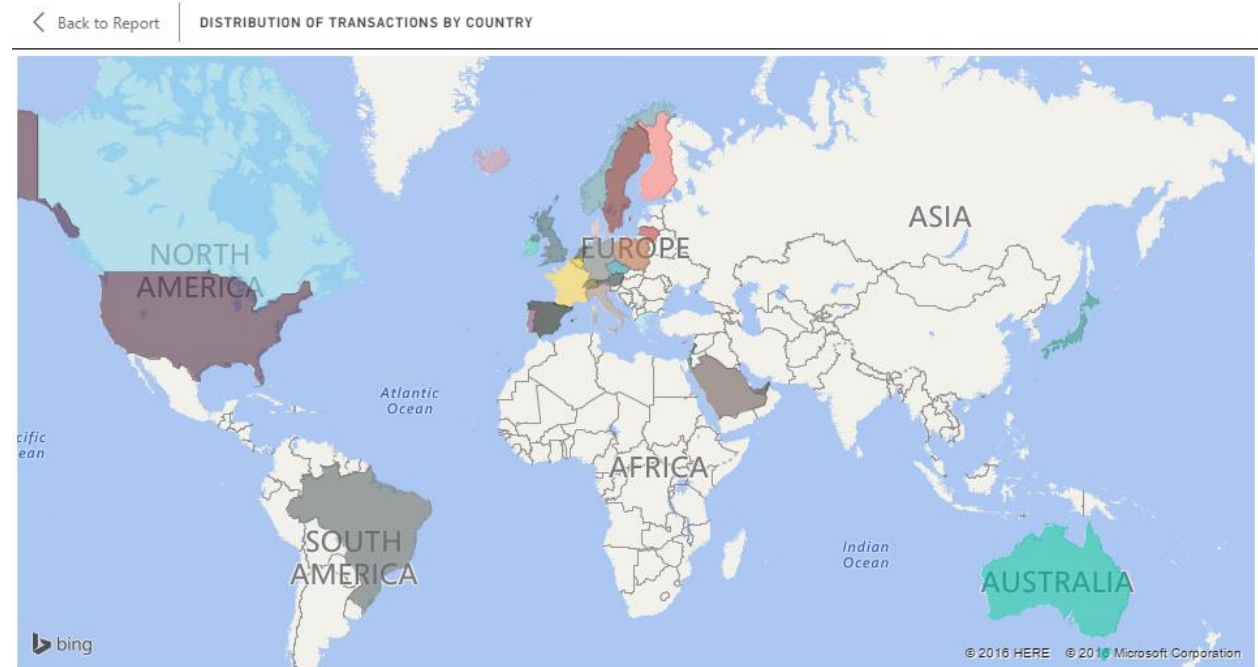 Back to Report
DISTRIBUTION OF TRANSACTIONS BY COUNTRY
ASIA
EUROPE
NORTH
AMERICA
Atlantic
Ocean
cific
ean
AFRICA
SOUTH
AMERICA
Indian
Ocean
AUSTRALIA
bing
© 2016 HERE © 2016 Microsoft Corporation